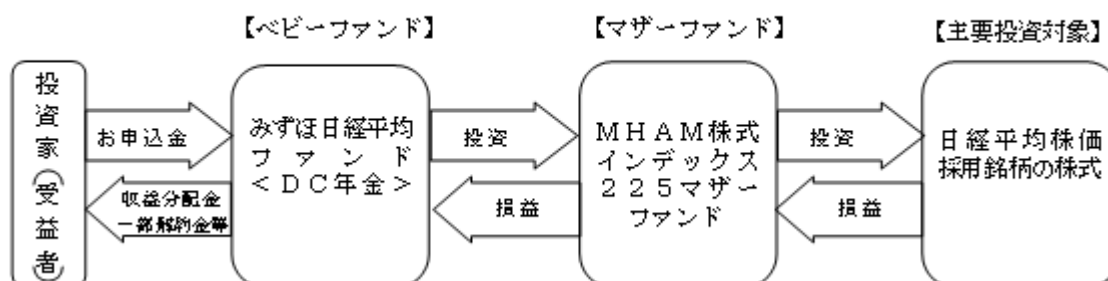 【ベビーファンド】
【マザーファンド】
【主要投資対象】
投資家(受益者)
お申込金
収益分配金
一部解約金等
みずほ日経平均
ファンド
<DC年金>
投資
損益
MHAM株式
インデックス
225マザー
ファンド
投資
損益
日経平均株価
採用銘柄の株式